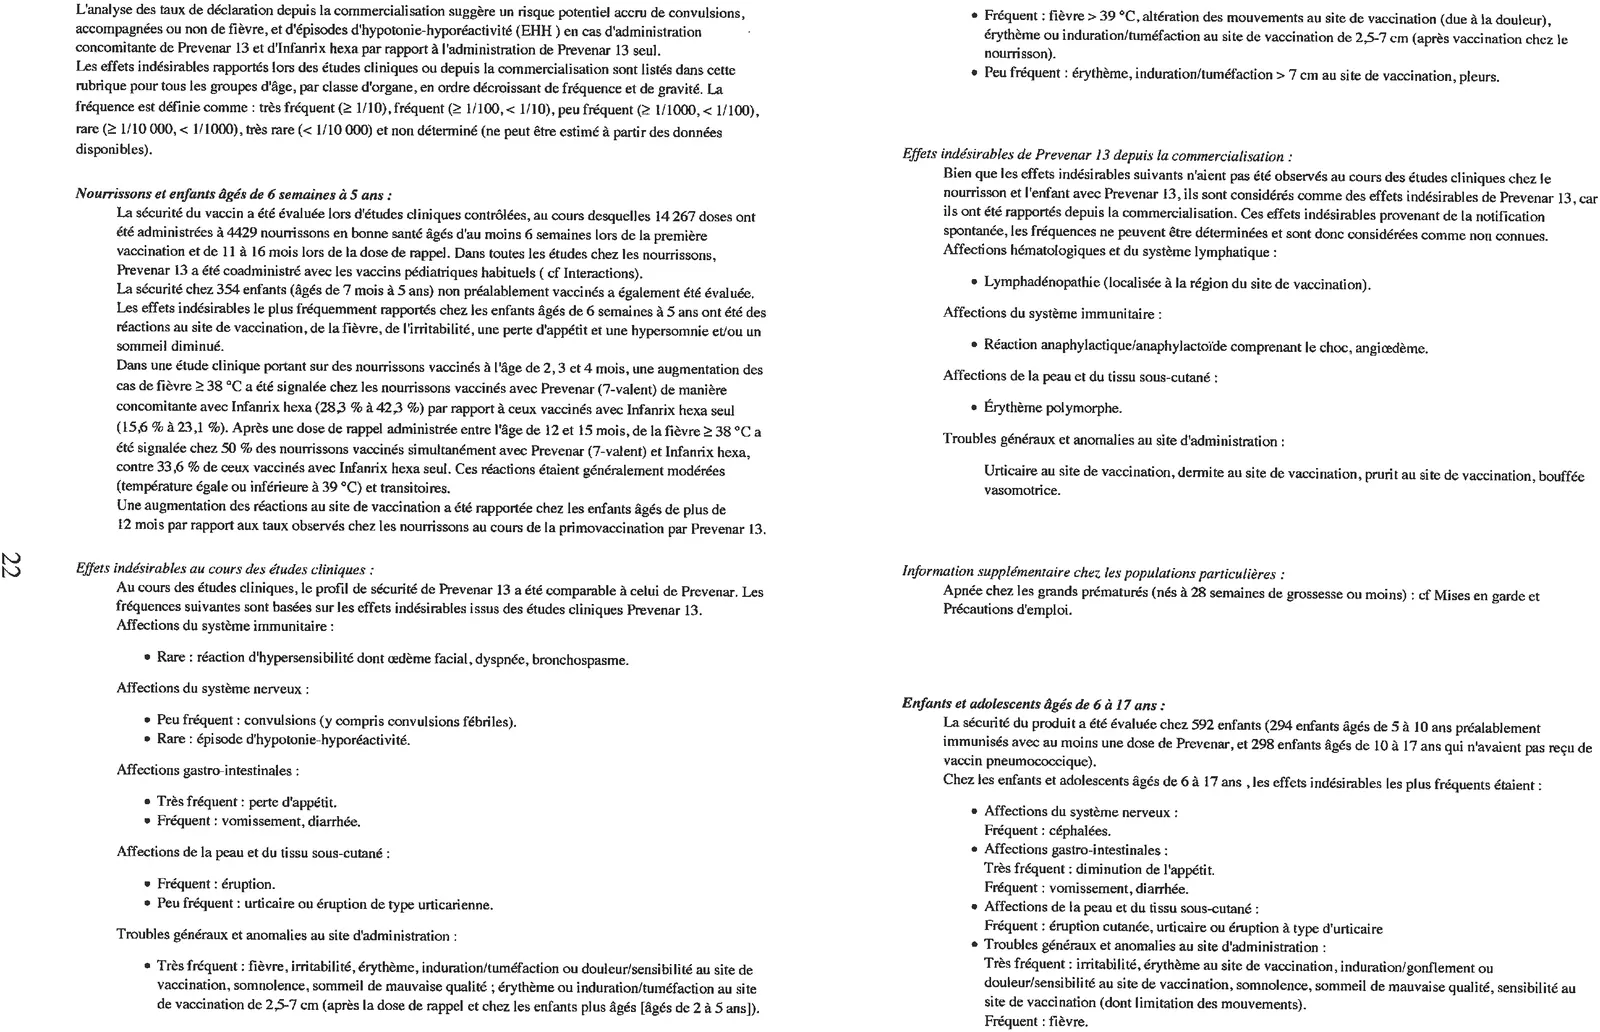 L'analyse des taux de déclaration depuis la commercialisation suggère un risque potentiel accru de convulsions,
accompagnées ou non de fièvre, et d'épisodes d'hypotonie-hyporéactivité (EHH ) en cas d'administration
concomitante de Prevenar 13 et d'Infanrix hexa par rapport à l'administration de Prevenar 13 seul.
Les effets indésirables rapportés lors des études cliniques ou depuis la commercialisation sont listés dans cette
rubrique pour tous les groupes d'âge, par classe d'organe, en ordre décroissant de fréquence et de gravité. La
fréquence est définie comme : très fréquent (≥ 1/10), fréquent (≥ 1/100, < 1/10), peu fréquent (≥ 1/1000, < 1/100),
rare (≥ 1/10 000, < 1/1000), très rare (< 1/10 000) et non déterminé (ne peut être estimé à partir des données
disponibles).
Nourrissons et enfants âgés de 6 semaines à 5 ans :
La sécurité du vaccin a été évaluée lors d'études cliniques contrôlées, au cours desquelles 14 267 doses ont
été administrées à 4429 nourrissons en bonne santé âgés d'au moins 6 semaines lors de la première
vaccination et de 11 à 16 mois lors de la dose de rappel. Dans toutes les études chez les nourrissons,
Prevenar 13 a été coadministré avec les vaccins pédiatriques habituels ( cf Interactions).
La sécurité chez 354 enfants (âgés de 7 mois à 5 ans) non préalablement vaccinés a également été évaluée.
Les effets indésirables le plus fréquemment rapportés chez les enfants âgés de 6 semaines à 5 ans ont été des
réactions au site de vaccination, de la fièvre, de l'irritabilité, une perte d'appétit et une hypersomnie et/ou un
sommeil diminué.
Dans une étude clinique portant sur des nourrissons vaccinés à l'âge de 2, 3 et 4 mois, une augmentation des
cas de fièvre ≥ 38 °C a été signalée chez les nourrissons vaccinés avec Prevenar (7-valent) de manière
concomitante avec Infanrix hexa (28,3 % à 42,3 %) par rapport à ceux vaccinés avec Infanrix hexa seul
(15,6 % à 23,1 %). Après une dose de rappel administrée entre l'âge de 12 et 15 mois, de la fièvre ≥ 38 °C a
été signalée chez 50 % des nourrissons vaccinés simultanément avec Prevenar (7-valent) et Infanrix hexa,
contre 33,6 % de ceux vaccinés avec Infanrix hexa seul. Ces réactions étaient généralement modérées
(température égale ou inférieure à 39 °C) et transitoires.
Une augmentation des réactions au site de vaccination a été rapportée chez les enfants âgés de plus de
12 mois par rapport aux taux observés chez les nourrissons au cours de la primovaccination par Prevenar 13.
22
Effets indésirables au cours des études cliniques :
Au cours des études cliniques, le profil de sécurité de Prevenar 13 a été comparable à celui de Prevenar. Les
fréquences suivantes sont basées sur les effets indésirables issus des études cliniques Prevenar 13.
Affections du système immunitaire :
• Rare : réaction d'hypersensibilité dont œdème facial, dyspnée, bronchospasme.
Affections du système nerveux :
• Peu fréquent : convulsions (y compris convulsions fébriles).
• Rare : épisode d'hypotonie-hyporéactivité.
Affections gastro-intestinales :
• Très fréquent : perte d'appétit.
• Fréquent : vomissement, diarrhée.
Affections de la peau et du tissu sous-cutané :
• Fréquent : éruption.
• Peu fréquent : urticaire ou éruption de type urticarienne.
Troubles généraux et anomalies au site d'administration :
• Très fréquent : fièvre, irritabilité, érythème, induration/tuméfaction ou douleur/sensibilité au site de
vaccination, somnolence, sommeil de mauvaise qualité ; érythème ou induration/tuméfaction au site
de vaccination de 2,5-7 cm (après la dose de rappel et chez les enfants plus âgés [âgés de 2 à 5 ans]).
• Fréquent : fièvre > 39 °C, altération des mouvements au site de vaccination (due à la douleur),
érythème ou induration/tuméfaction au site de vaccination de 2,5-7 cm (après vaccination chez le
nourrisson).
• Peu fréquent : érythème, induration/tuméfaction > 7 cm au site de vaccination, pleurs.
Effets indésirables de Prevenar 13 depuis la commercialisation :
Bien que les effets indésirables suivants n'aient pas été observés au cours des études cliniques chez le
nourrisson et l'enfant avec Prevenar 13, ils sont considérés comme des effets indésirables de Prevenar 13, car
ils ont été rapportés depuis la commercialisation. Ces effets indésirables provenant de la notification
spontanée, les fréquences ne peuvent être déterminées et sont donc considérées comme non connues.
Affections hématologiques et du système lymphatique :
• Lymphadénopathie (localisée à la région du site de vaccination).
Affections du système immunitaire :
• Réaction anaphylactique/anaphylactoïde comprenant le choc, angiœdème.
Affections de la peau et du tissu sous-cutané :
• Érythème polymorphe.
Troubles généraux et anomalies au site d'administration :
Urticaire au site de vaccination, dermite au site de vaccination, prurit au site de vaccination, bouffée
vasomotrice.
Information supplémentaire chez les populations particulières :
Apnée chez les grands prématurés (nés à 28 semaines de grossesse ou moins) : cf Mises en garde et
Précautions d'emploi.
Enfants et adolescents âgés de 6 à 17 ans :
La sécurité du produit a été évaluée chez 592 enfants (294 enfants âgés de 5 à 10 ans préalablement
immunisés avec au moins une dose de Prevenar, et 298 enfants âgés de 10 à 17 ans qui n'avaient pas reçu de
vaccin pneumococcique).
Chez les enfants et adolescents âgés de 6 à 17 ans , les effets indésirables les plus fréquents étaient :
• Affections du système nerveux :
Fréquent : céphalées.
• Affections gastro-intestinales :
Très fréquent : diminution de l'appétit.
Fréquent : vomissement, diarrhée.
• Affections de la peau et du tissu sous-cutané :
Fréquent : éruption cutanée, urticaire ou éruption à type d'urticaire
• Troubles généraux et anomalies au site d'administration :
Très fréquent : irritabilité, érythème au site de vaccination, induration/gonflement ou
douleur/sensibilité au site de vaccination, somnolence, sommeil de mauvaise qualité, sensibilité au
site de vaccination (dont limitation des mouvements).
Fréquent : fièvre.